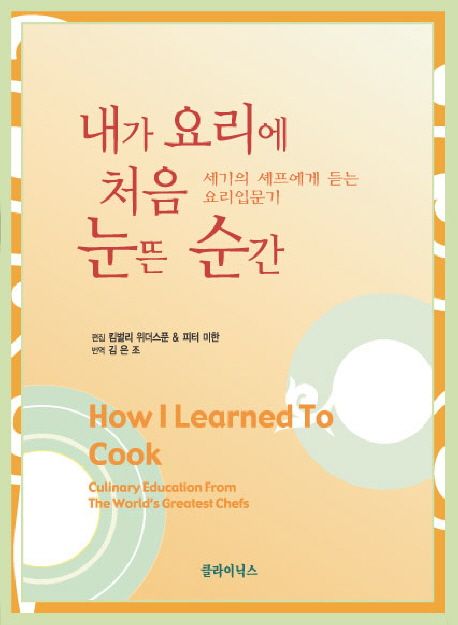 내가 요리에
처음
세기의 셰프에게 듣는
요리입문기
눈뜬 순간
편집 킴벌리 위더스푼 & 피터 미한
번역 김은조
How I Learned To
Cook
Culinary Education From
The World's Greatest Chefs
클라이닉스